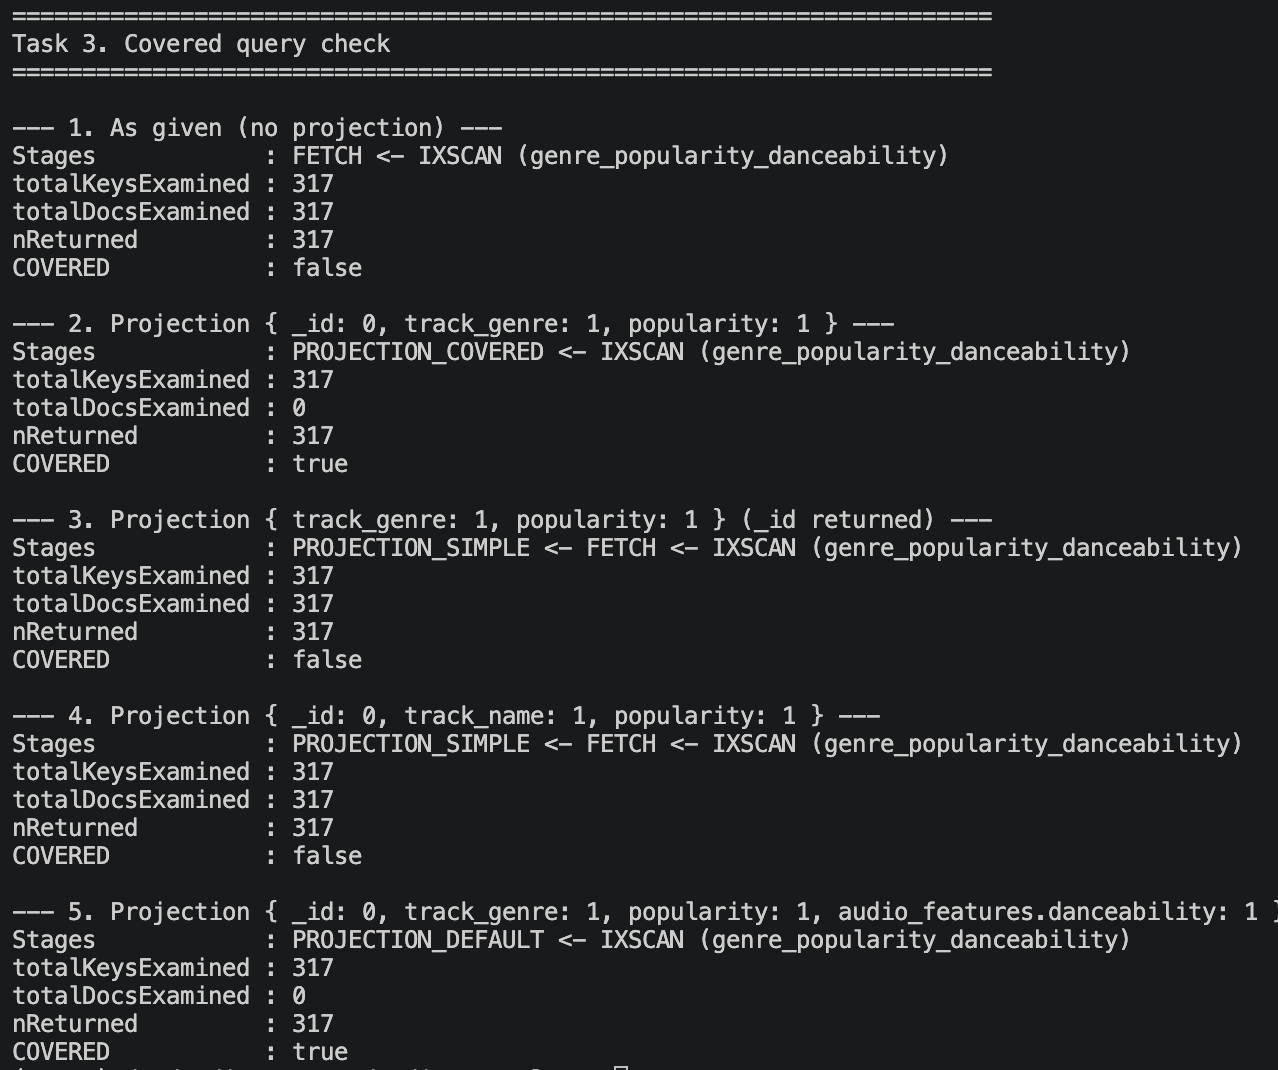 ======================================================================
Task 3. Covered query check
======================================================================
--- 1. As given (no projection) ---
Stages            : FETCH <- IXSCAN (genre_popularity_danceability)
totalKeysExamined : 317
totalDocsExamined : 317
nReturned         : 317
COVERED           : false
--- 2. Projection { _id: 0, track_genre: 1, popularity: 1 } ---
Stages            : PROJECTION_COVERED <- IXSCAN (genre_popularity_danceability)
totalKeysExamined : 317
totalDocsExamined : 0
nReturned         : 317
COVERED           : true
--- 3. Projection { track_genre: 1, popularity: 1 } (_id returned) ---
Stages            : PROJECTION_SIMPLE <- FETCH <- IXSCAN (genre_popularity_danceability)
totalKeysExamined : 317
totalDocsExamined : 317
nReturned         : 317
COVERED           : false
--- 4. Projection { _id: 0, track_name: 1, popularity: 1 } ---
Stages            : PROJECTION_SIMPLE <- FETCH <- IXSCAN (genre_popularity_danceability)
totalKeysExamined : 317
totalDocsExamined : 317
nReturned         : 317
COVERED           : false
--- 5. Projection { _id: 0, track_genre: 1, popularity: 1, audio_features.danceability: 1 }
Stages            : PROJECTION_DEFAULT <- IXSCAN (genre_popularity_danceability)
totalKeysExamined : 317
totalDocsExamined : 0
nReturned         : 317
COVERED           : true